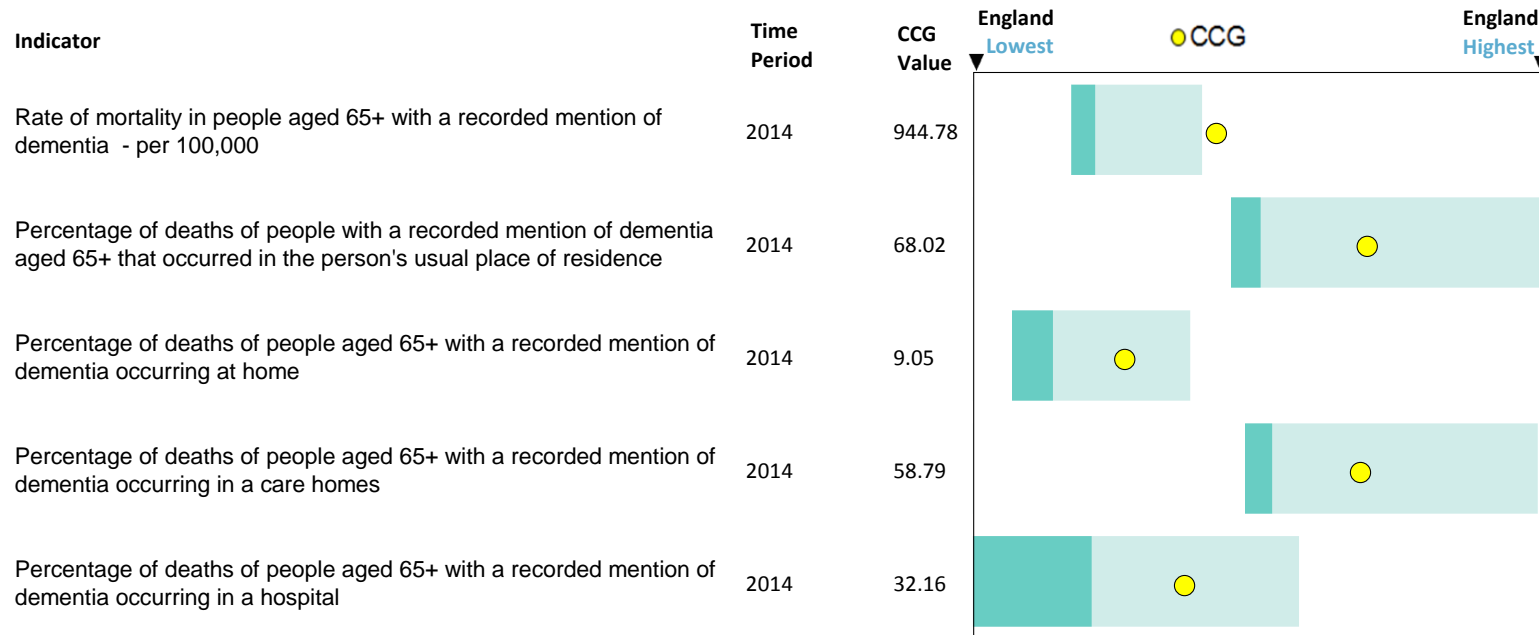 Indicator
Time
Period
CCG
Value
England
Lowest
CCG
England
Highest
Rate of mortality in people aged 65+ with a recorded mention of
dementia  - per 100,000
2014
944.78
Percentage of deaths of people with a recorded mention of dementia
aged 65+ that occurred in the person's usual place of residence
2014
68.02
Percentage of deaths of people aged 65+ with a recorded mention of
dementia occurring at home
2014
9.05
Percentage of deaths of people aged 65+ with a recorded mention of
dementia occurring in a care homes
2014
58.79
Percentage of deaths of people aged 65+ with a recorded mention of
dementia occurring in a hospital
2014
32.16